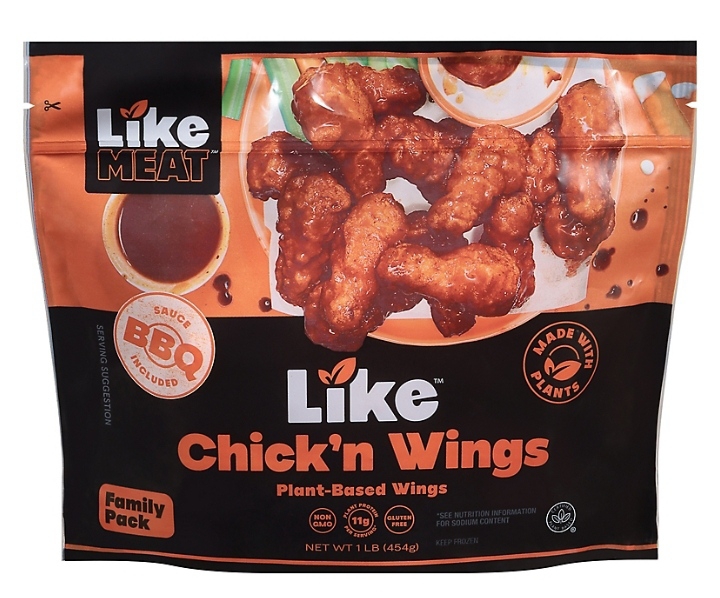 Like
MEAT™
SAUCE
BBQ
INCLUDED
SERVING SUGGESTION
MADE WITH
PLANTS
Like™
Chick'n Wings
Plant-Based Wings
Family
Pack
NON
GMO
PLANT PROTEIN
11g
PER SERVING*
GLUTEN
FREE
*SEE NUTRITION INFORMATION
FOR SODIUM CONTENT
KEEP FROZEN
NET WT 1 LB (454g)